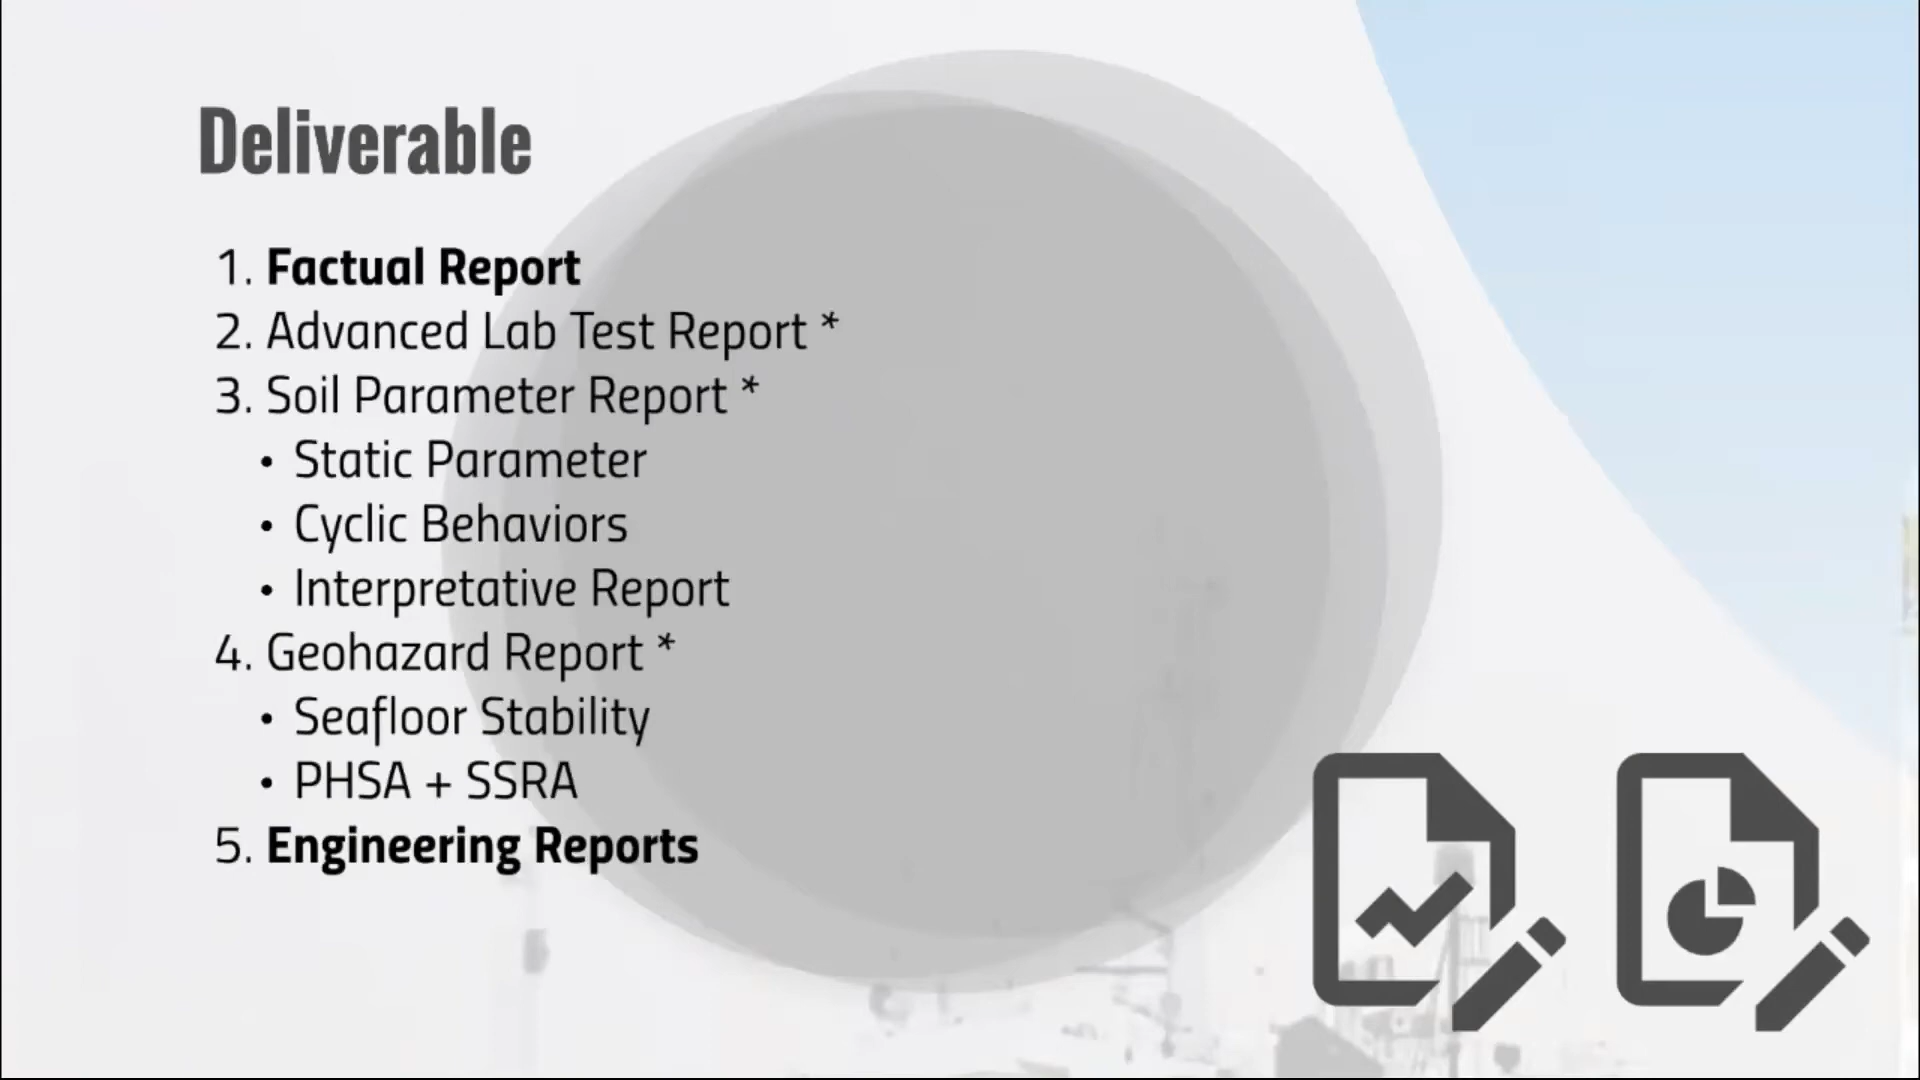 Deliverable
1. Factual Report
2. Advanced Lab Test Report *
3. Soil Parameter Report *
• Static Parameter
• Cyclic Behaviors
• Interpretative Report
4. Geohazard Report *
• Seafloor Stability
• PHSA + SSRA
5. Engineering Reports